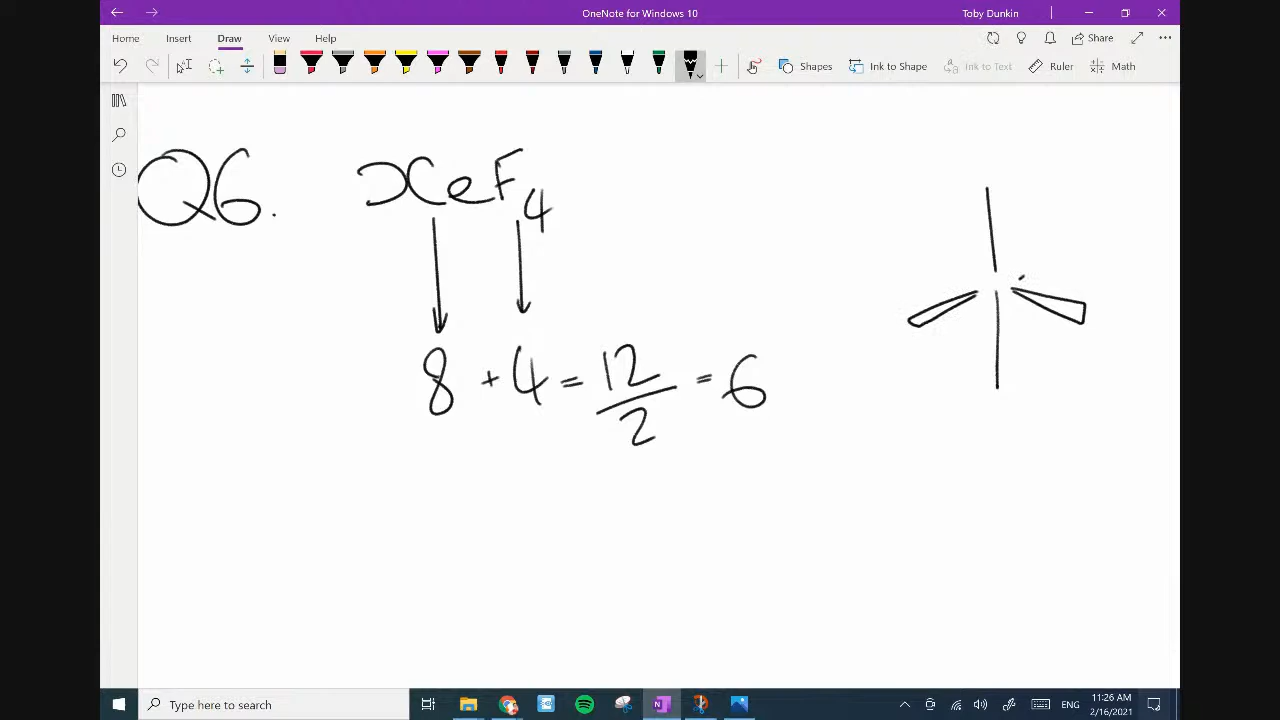 OneNote for Windows 10
Toby Dunkin
Home Insert Draw View Help
Share
Shapes
Ink to Shape
Ink to Text
Ruler
Math
Q6. XeF4
8 + 4 = 12/2 = 6
Type here to search
ENG
11:26 AM
2/16/2021